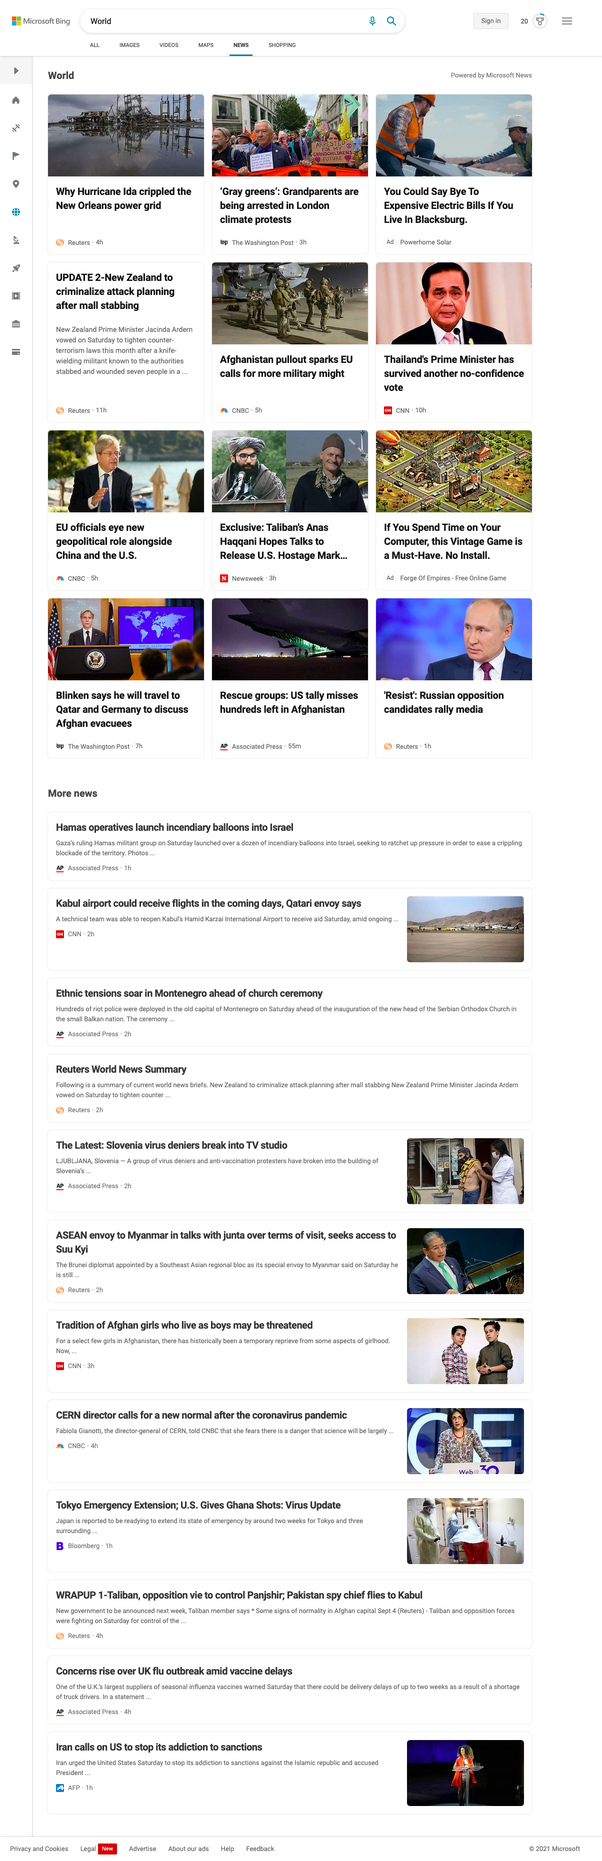 Microsoft Bing
World
Sign in
20
ALL
IMAGES
VIDEOS
MAPS
NEWS
SHOPPING
World
Powered by Microsoft News
Why Hurricane Ida crippled the
New Orleans power grid
Reuters · 4h
'Gray greens': Grandparents are
being arrested in London
climate protests
wp The Washington Post · 3h
You Could Say Bye To
Expensive Electric Bills If You
Live In Blacksburg.
Ad Powerhome Solar
UPDATE 2-New Zealand to
criminalize attack planning
after mall stabbing
New Zealand Prime Minister Jacinda Ardern
vowed on Saturday to tighten counter-
terrorism laws this month after a knife-
wielding militant known to the authorities
stabbed and wounded seven people in a ...
Reuters · 11h
Afghanistan pullout sparks EU
calls for more military might
CNBC · 5h
Thailand's Prime Minister has
survived another no-confidence
vote
CNN · 10h
EU officials eye new
geopolitical role alongside
China and the U.S.
CNBC · 5h
Exclusive: Taliban's Anas
Haqqani Hopes Talks to
Release U.S. Hostage Mark...
N Newsweek · 3h
If You Spend Time on Your
Computer, this Vintage Game is
a Must-Have. No Install.
Ad Forge Of Empires - Free Online Game
Blinken says he will travel to
Qatar and Germany to discuss
Afghan evacuees
wp The Washington Post · 7h
Rescue groups: US tally misses
hundreds left in Afghanistan
AP Associated Press · 55m
'Resist': Russian opposition
candidates rally media
Reuters · 1h
More news
Hamas operatives launch incendiary balloons into Israel
Gaza's ruling Hamas militant group on Saturday launched over a dozen of incendiary balloons into Israel, seeking to ratchet up pressure in order to ease a crippling
blockade of the territory. Photos ...
AP Associated Press · 1h
Kabul airport could receive flights in the coming days, Qatari envoy says
A technical team was able to reopen Kabul's Hamid Karzai International Airport to receive aid Saturday, amid ongoing ...
CNN · 2h
Ethnic tensions soar in Montenegro ahead of church ceremony
Hundreds of riot police were deployed in the old capital of Montenegro on Saturday ahead of the inauguration of the new head of the Serbian Orthodox Church in
the small Balkan nation. The ceremony ...
AP Associated Press · 2h
Reuters World News Summary
Following is a summary of current world news briefs. New Zealand to criminalize attack planning after mall stabbing New Zealand Prime Minister Jacinda Ardern
vowed on Saturday to tighten counter ...
Reuters · 2h
The Latest: Slovenia virus deniers break into TV studio
LJUBLJANA, Slovenia — A group of virus deniers and anti-vaccination protesters have broken into the building of
Slovenia's ...
AP Associated Press · 2h
ASEAN envoy to Myanmar in talks with junta over terms of visit, seeks access to
Suu Kyi
The Brunei diplomat appointed by a Southeast Asian regional bloc as its special envoy to Myanmar said on Saturday he
is still ...
Reuters · 2h
Tradition of Afghan girls who live as boys may be threatened
For a select few girls in Afghanistan, there has historically been a temporary reprieve from some aspects of girlhood.
Now, ...
CNN · 3h
CERN director calls for a new normal after the coronavirus pandemic
Fabiola Gianotti, the director-general of CERN, told CNBC that she fears there is a danger that science will be largely ...
CNBC · 4h
Web 30
Tokyo Emergency Extension; U.S. Gives Ghana Shots: Virus Update
Japan is reported to be readying to extend its state of emergency by around two weeks for Tokyo and three
surrounding ...
B Bloomberg · 1h
WRAPUP 1-Taliban, opposition vie to control Panjshir; Pakistan spy chief flies to Kabul
New government to be announced next week, Taliban member says * Some signs of normality in Afghan capital Sept 4 (Reuters) - Taliban and opposition forces
were fighting on Saturday for control of the ...
Reuters · 4h
Concerns rise over UK flu outbreak amid vaccine delays
One of the U.K.'s largest suppliers of seasonal influenza vaccines warned Saturday that there could be delivery delays of up to two weeks as a result of a shortage
of truck drivers. In a statement ...
AP Associated Press · 4h
Iran calls on US to stop its addiction to sanctions
Iran urged the United States Saturday to stop its addiction to sanctions against the Islamic republic and accused
President ...
AFP · 1h
Privacy and Cookies
Legal New
Advertise
About our ads
Help
Feedback
© 2021 Microsoft